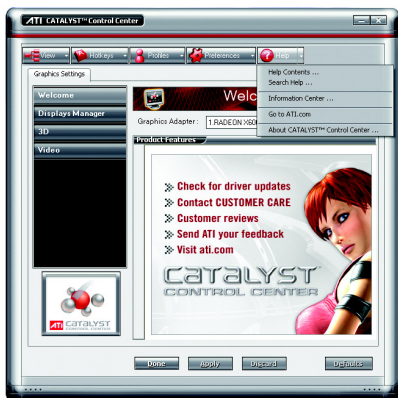 ATI CATALYST™ Control Center
View Hotkeys Profiles Preferences Help
Graphics Settings
Help Contents ...
Search Help ...
Information Center ...
Go to ATI.com
About CATALYST™ Control Center ...
Welcome
Displays Manager
3D
Video
Welc
Graphics Adapter :
1.RADEON X60
Product Features
Check for driver updates
Contact CUSTOMER CARE
Customer reviews
Send ATI your feedback
Visit ati.com
CATALYST
CONTROL CENTER
ATI CATALYST
CONTROL CENTER
Done Apply Discard Defaults